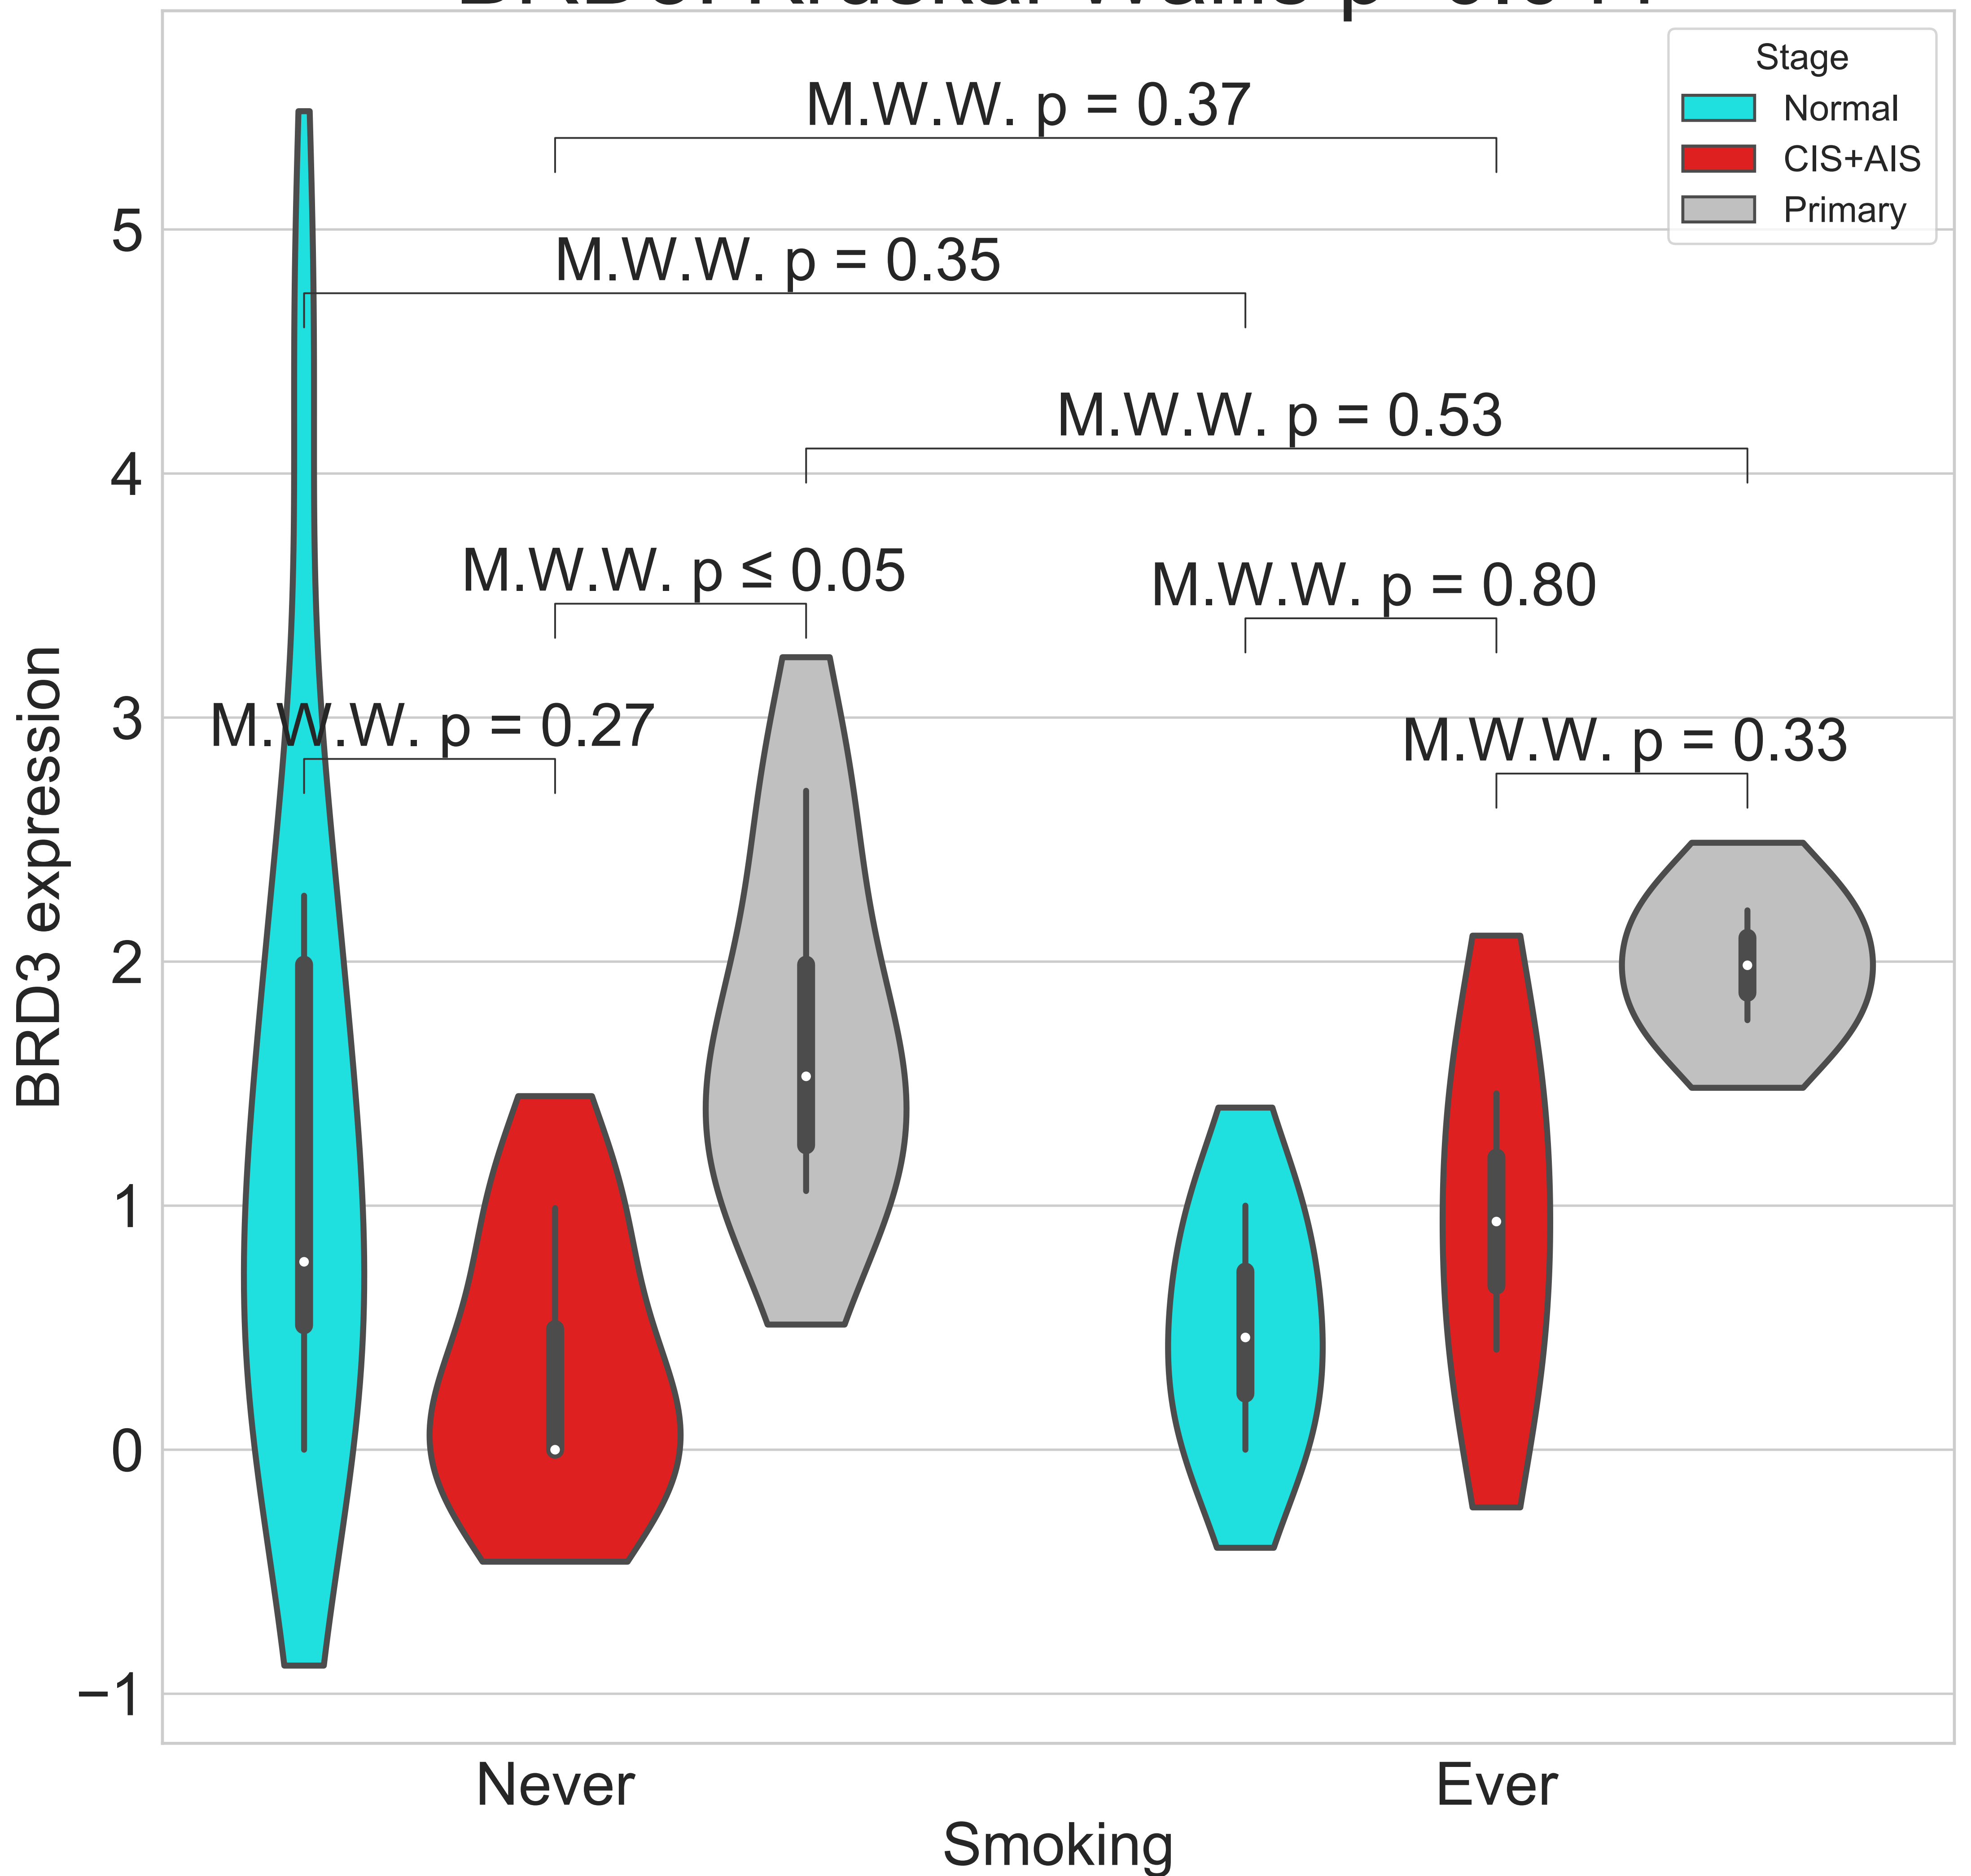 Stage
Normal
CIS+AIS
Primary
M.W.W. p = 0.37
M.W.W. p = 0.35
M.W.W. p = 0.53
M.W.W. p ≤ 0.05
M.W.W. p = 0.80
M.W.W. p = 0.27
M.W.W. p = 0.33
BRD3 expression
5
4
3
2
1
0
−1
Never
Ever
Smoking